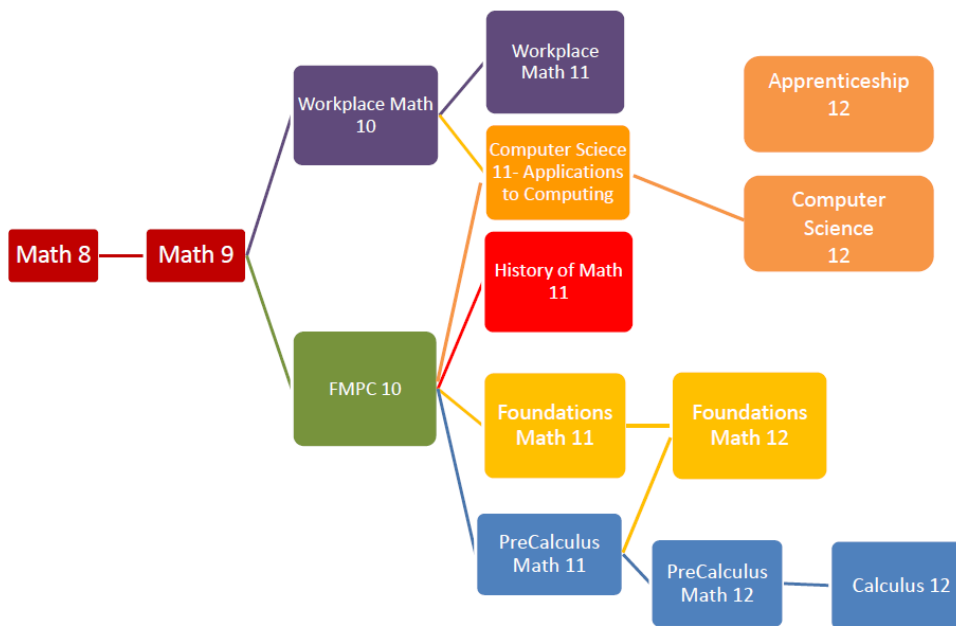 Math 8
Math 9
Workplace Math
10
FMPC 10
Workplace
Math 11
Computer Sciece
11- Applications
to Computing
History of Math
11
Foundations
Math 11
PreCalculus
Math 11
Apprenticeship
12
Computer
Science
12
Foundations
Math 12
PreCalculus
Math 12
Calculus 12